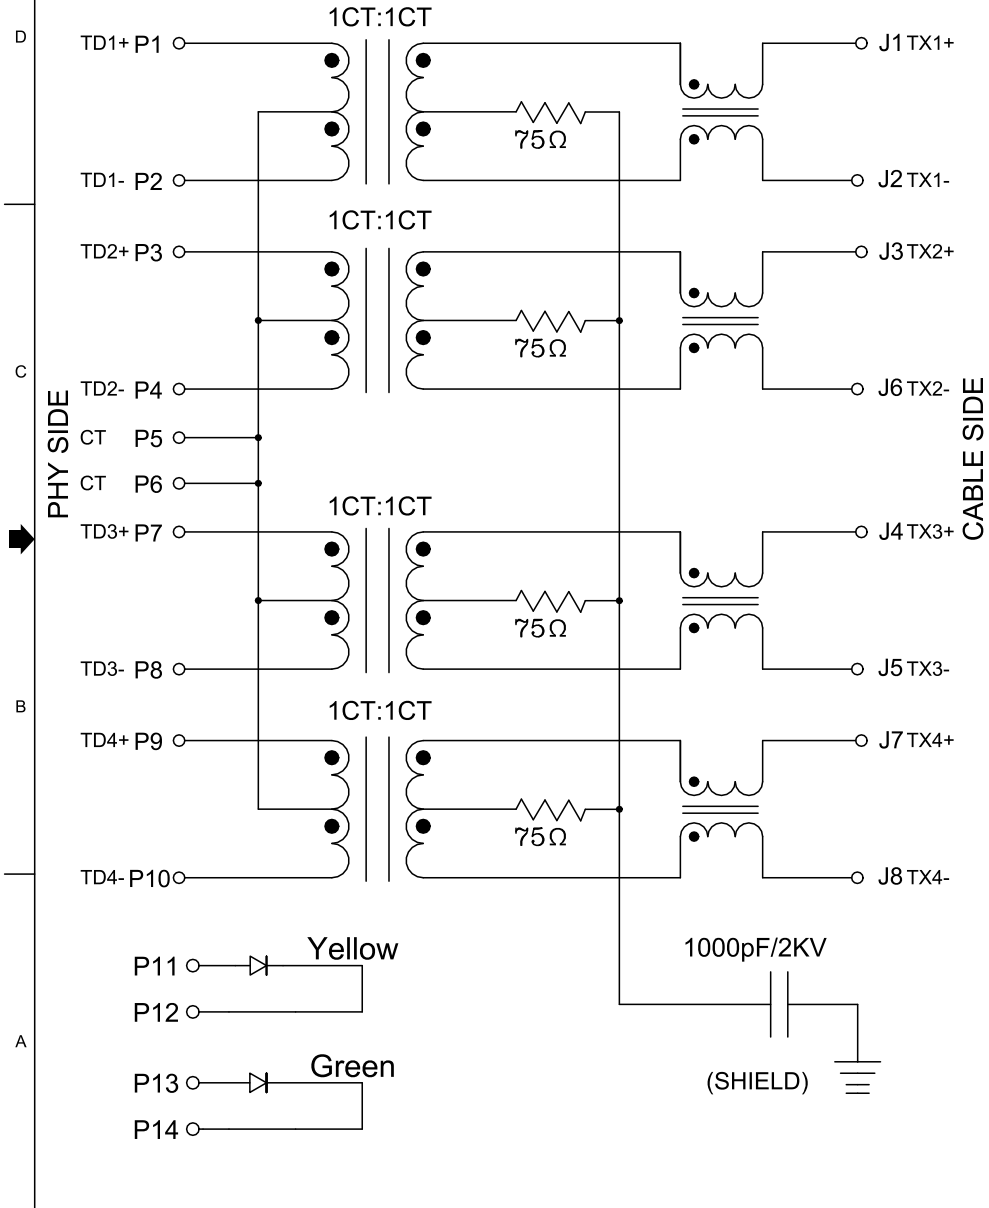 1CT:1CT
D
TD1+ P1
J1 TX1+
75Ω
TD1- P2
J2 TX1-
1CT:1CT
TD2+ P3
J3 TX2+
75Ω
C
TD2- P4
J6 TX2-
PHY SIDE
CABLE SIDE
CT P5
CT P6
1CT:1CT
TD3+ P7
J4 TX3+
75Ω
TD3- P8
J5 TX3-
B
1CT:1CT
TD4+ P9
J7 TX4+
75Ω
TD4- P10
J8 TX4-
Yellow
1000pF/2KV
P11
P12
A
Green
P13
(SHIELD)
P14